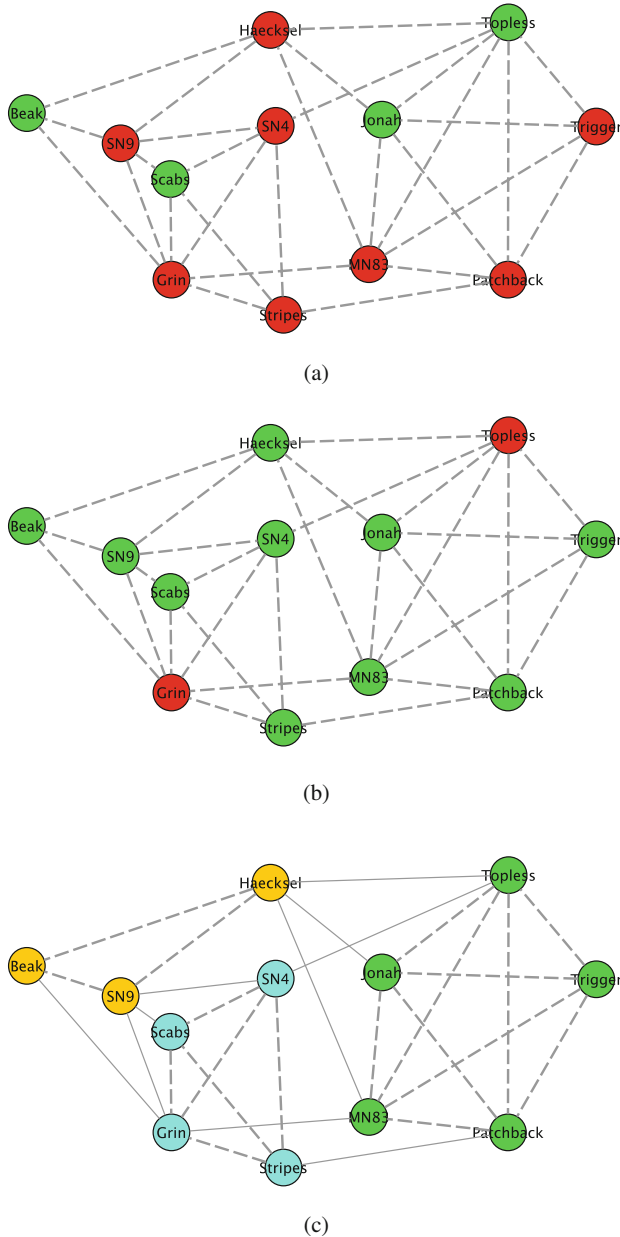 Haecksel
Topless
Beak
SN9
SN4
Jonah
Trigger
Scabs
Grin
MN83
Patchback
Stripes
(a)
Haecksel
Topless
Beak
SN9
SN4
Jonah
Trigger
Scabs
Grin
MN83
Patchback
Stripes
(b)
Haecksel
Topless
Beak
SN9
SN4
Jonah
Trigger
Scabs
Grin
MN83
Patchback
Stripes
(c)